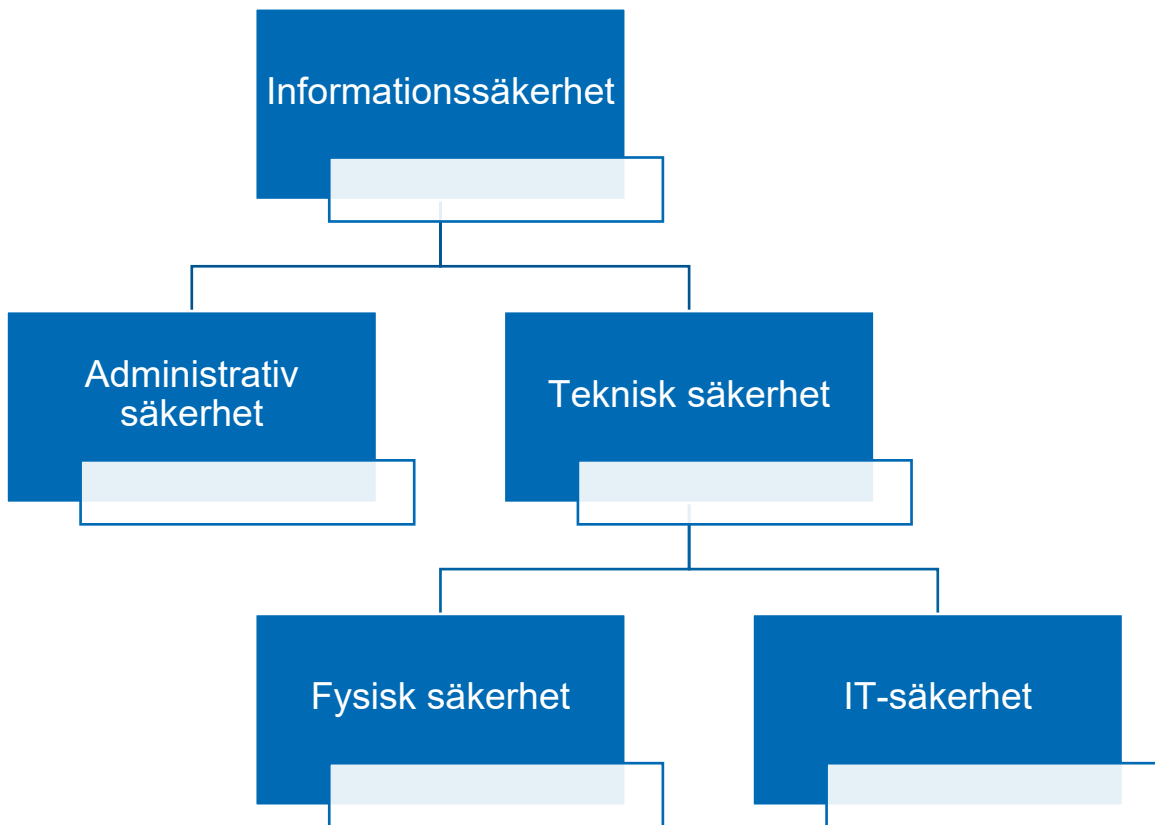 Informationssäkerhet
Administrativ
säkerhet
Teknisk säkerhet
Fysisk säkerhet
IT-säkerhet